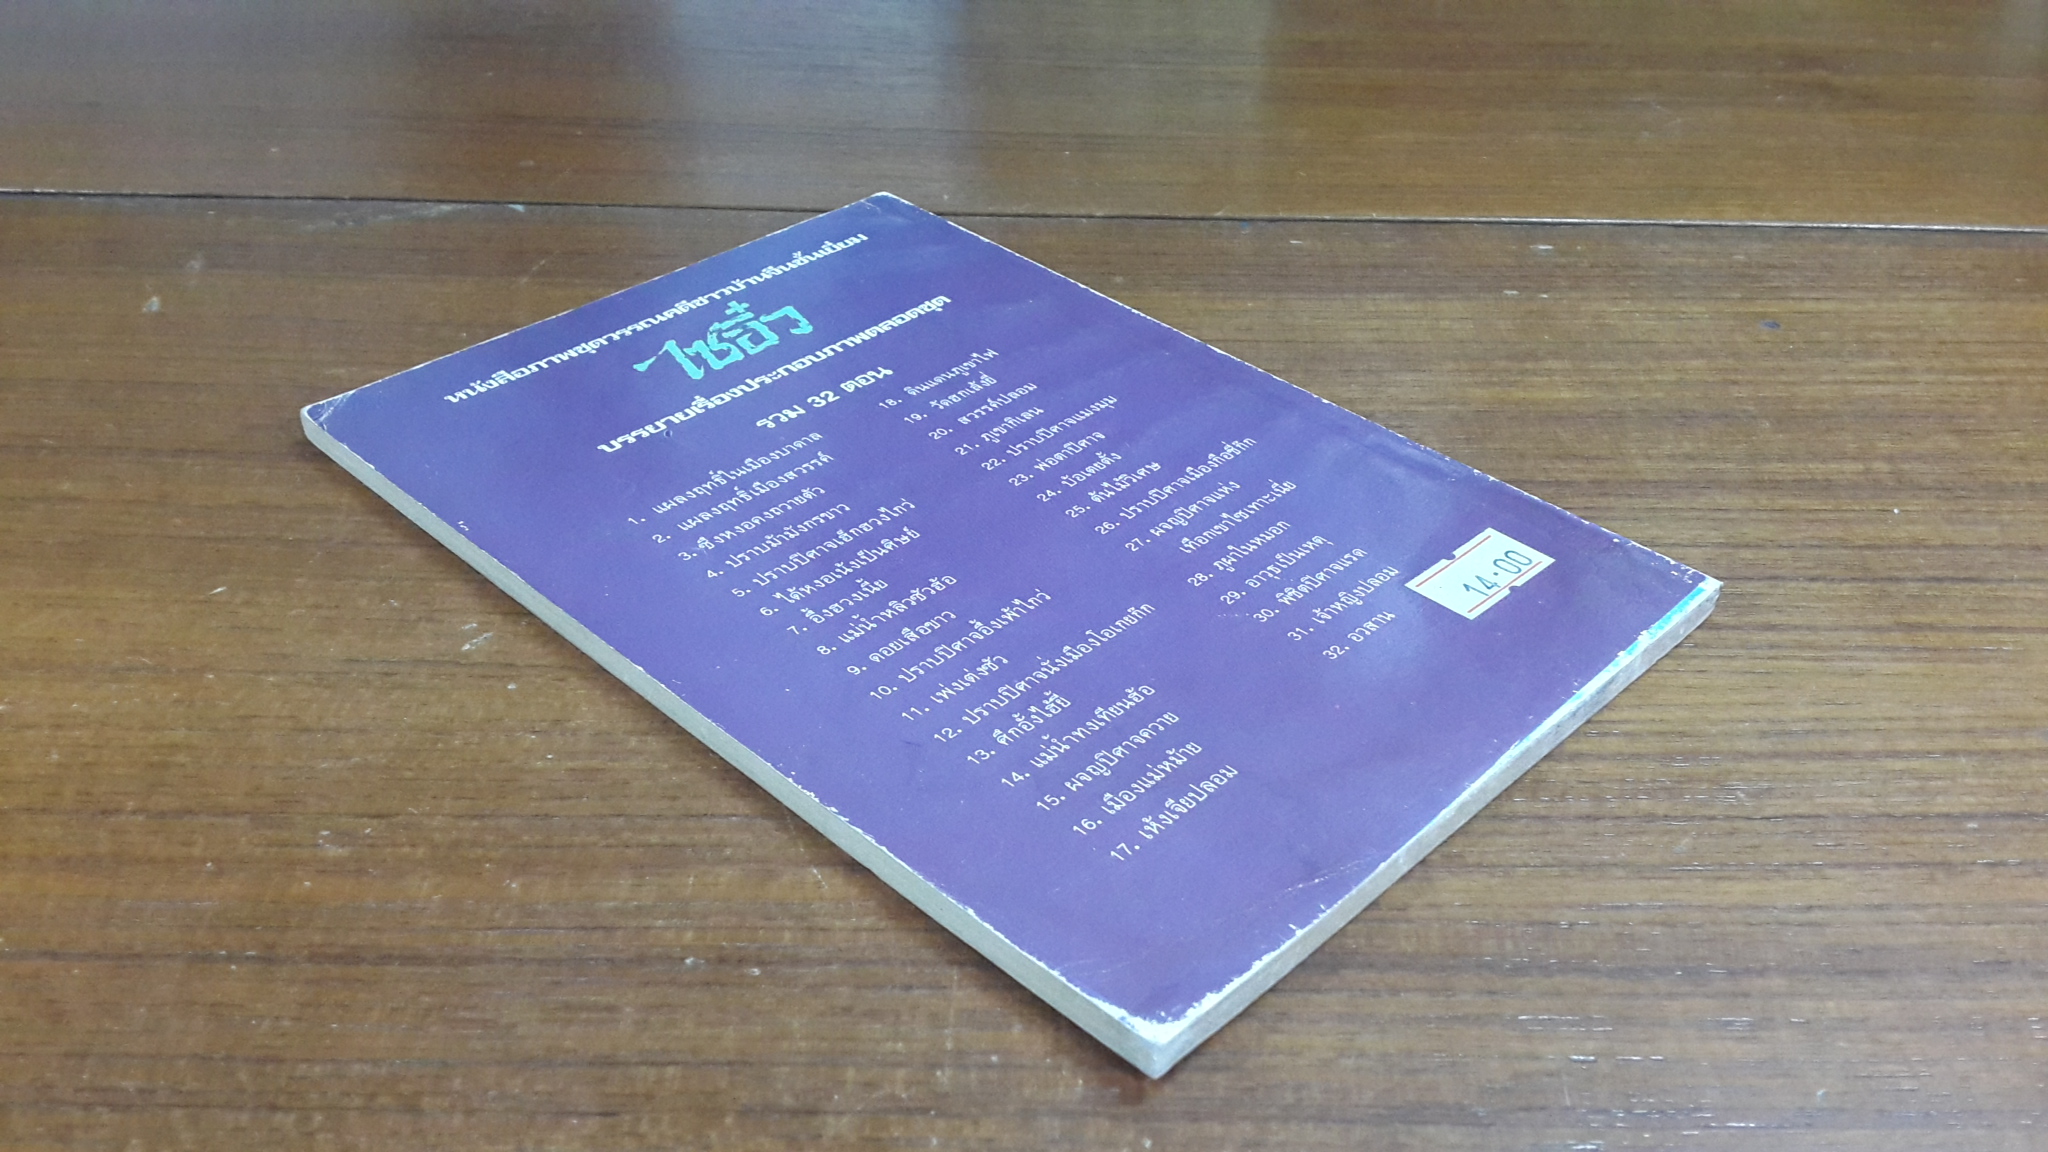 หนังสือภาพชุดวรรณคดีชาวบ้านจีนชั้นเยี่ยม
ไซอิ๋ว
บรรยายเรื่องประกอบภาพตลอดชุด
รวม 32 ตอน
1. แผลงฤทธิ์ในเมืองบาดาล
2. แผลงฤทธิ์เมืองสวรรค์
3. ซึงหงอคงถวายตัว
4. ปราบม้ามังกรขาว
5. ปราบปีศาจเฮ็กฮวงไกว่
6. ได้หงอเน้งเป็นศิษย์
7. อึ้งฮวงเนี้ย
8. แม่น้ำหลิวซัวฮ้อ
9. ดอยเสือขาว
10. ปราบปีศาจอึ้งเผ้าไกว่
11. เพ่งเต่งซัว
12. ปราบปีศาจนั่งเมืองโอเกยกึก
13. ศึกอั้งไฮ้ยี้
14. แม่น้ำทงเทียนฮ้อ
15. ผจญปีศาจควาย
16. เมืองแม่หม้าย
17. เห้งเจียปลอม
18. ดินแดนภูเขาไฟ
19. วัดฮกเล้งยี่
20. สวรรค์ปลอม
21. ภูเขากิเลน
22. ปราบปีศาจแมงมุม
23. พ่อตาปีศาจ
24. บ้อเตยตั้ง
25. ต้นไม้วิเศษ
26. ปราบปีศาจเมืองกือซี่กึก
27. ผจญปีศาจแห่ง
เทือกเขาไซเทาะเนี่ย
28. ภูผาในหมอก
29. อาวุธเป็นเหตุ
30. พิชิตปีศาจแรด
31. เจ้าหญิงปลอม
32. อวสาน
14.00